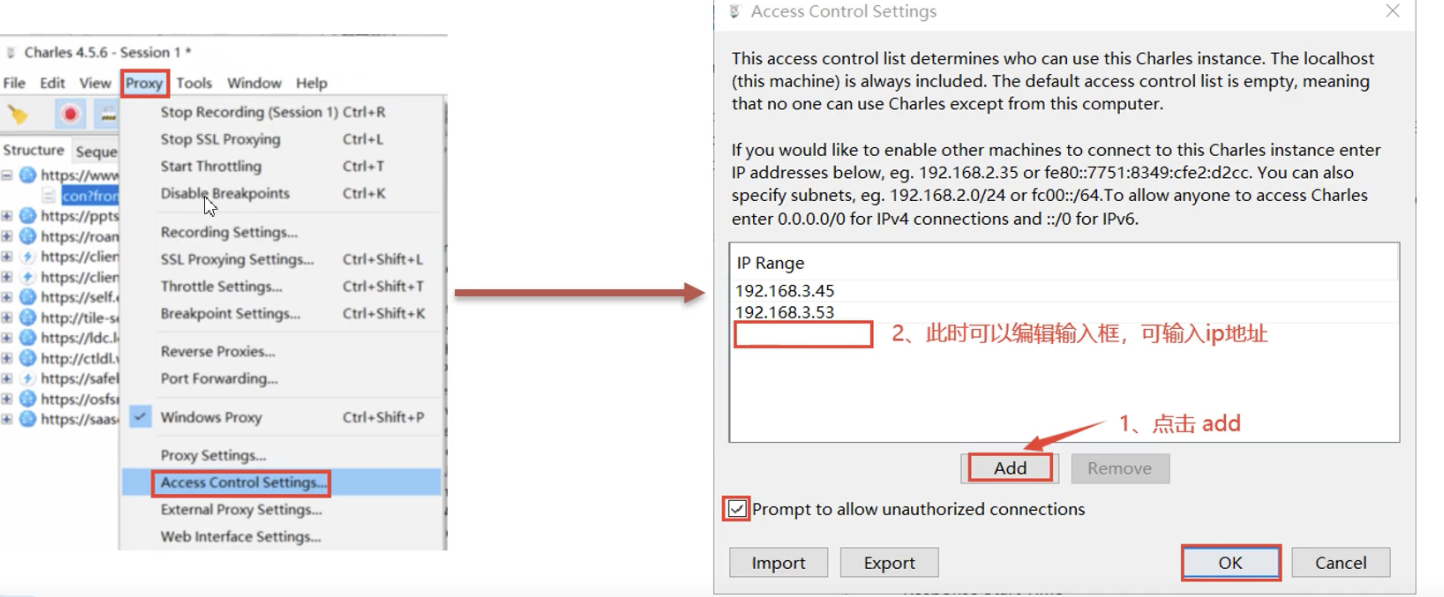 Charles 4.5.6 - Session 1 *
File Edit View Proxy Tools Window Help
Stop Recording (Session 1) Ctrl+R
Stop SSL Proxying Ctrl+L
Start Throttling Ctrl+T
Disable Breakpoints Ctrl+K
Recording Settings...
SSL Proxying Settings... Ctrl+Shift+L
Throttle Settings... Ctrl+Shift+T
Breakpoint Settings... Ctrl+Shift+K
Reverse Proxies...
Port Forwarding...
Windows Proxy Ctrl+Shift+P
Proxy Settings...
Access Control Settings...
External Proxy Settings...
Web Interface Settings...
Structure Seque
https://www
con?fron
https://ppts
https://roam
https://clien
https://clien
https://self.e
http://tile-se
https://ldc.lo
http://ctldl.v
https://safel
https://osfsr
https://saas-
Access Control Settings
This access control list determines who can use this Charles instance. The localhost
(this machine) is always included. The default access control list is empty, meaning
that no one can use Charles except from this computer.
If you would like to enable other machines to connect to this Charles instance enter
IP addresses below, eg. 192.168.2.35 or fe80::7751:8349:cfe2:d2cc. You can also
specify subnets, eg. 192.168.2.0/24 or fc00::/64.To allow anyone to access Charles
enter 0.0.0.0/0 for IPv4 connections and ::/0 for IPv6.
IP Range
192.168.3.45
192.168.3.53
2、此时可以编辑输入框，可输入ip地址
1、点击 add
Add Remove
Prompt to allow unauthorized connections
Import Export OK Cancel